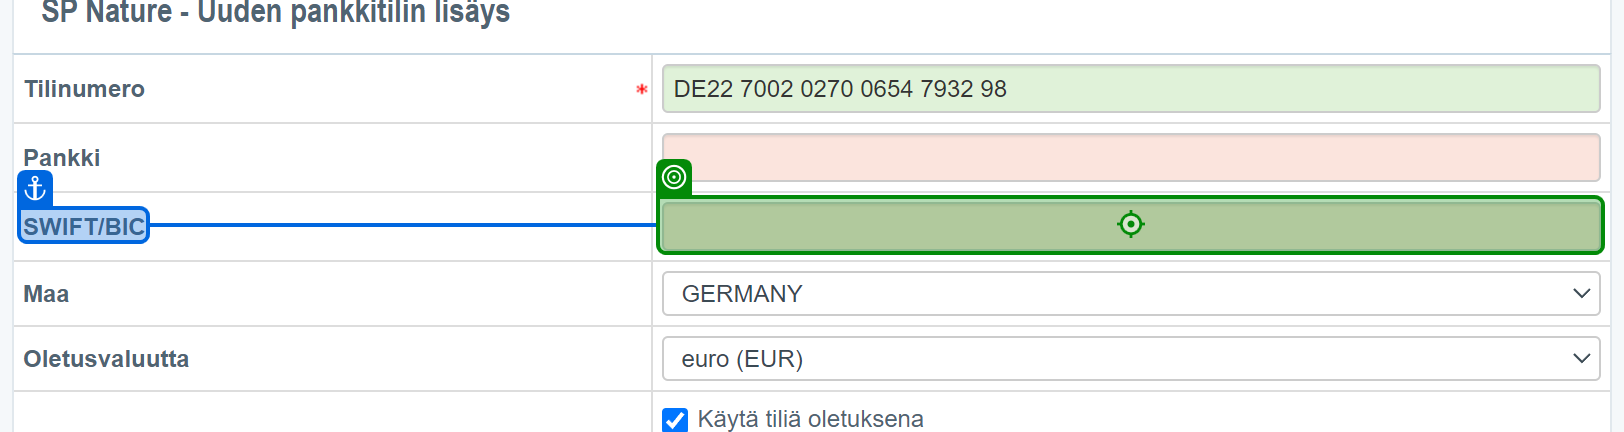 SP Nature - Uuden pankkitilin lisäys
Tilinumero * DE22 7002 0270 0654 7932 98
Pankki
SWIFT/BIC
Maa GERMANY
Oletusvaluutta euro (EUR)
Käytä tiliä oletuksena